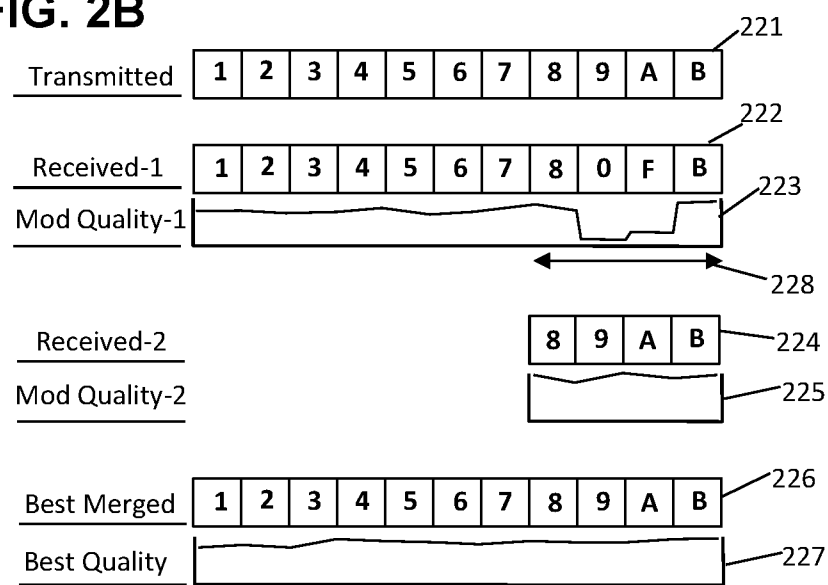 FIG. 2B
221
Transmitted 1 2 3 4 5 6 7 8 9 A B
222
Received-1 1 2 3 4 5 6 7 8 0 F B
223
Mod Quality-1
228
Received-2 8 9 A B 224
Mod Quality-2 225
Best Merged 1 2 3 4 5 6 7 8 9 A B 226
Best Quality 227